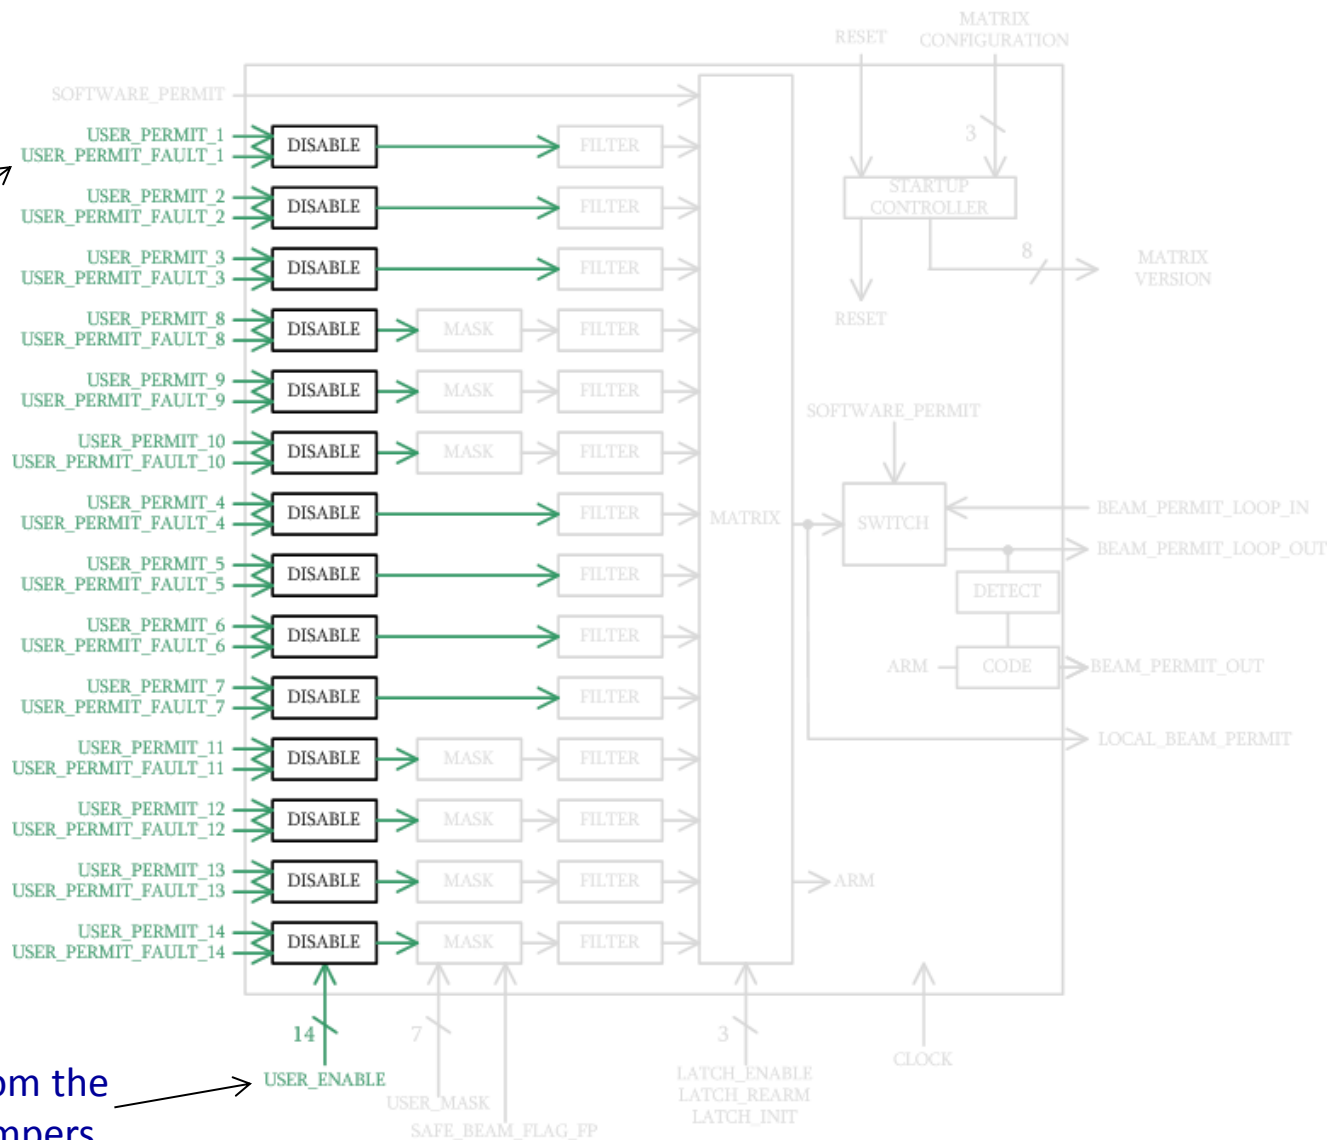 RESET
MATRIX
CONFIGURATION
SOFTWARE_PERMIT
3
USER_PERMIT_1
USER_PERMIT_FAULT_1
DISABLE
FILTER
USER_PERMIT_2
USER_PERMIT_FAULT_2
DISABLE
FILTER
STARTUP
CONTROLLER
USER_PERMIT_3
USER_PERMIT_FAULT_3
DISABLE
FILTER
8
MATRIX
VERSION
RESET
USER_PERMIT_8
USER_PERMIT_FAULT_8
DISABLE
MASK
FILTER
USER_PERMIT_9
USER_PERMIT_FAULT_9
DISABLE
MASK
FILTER
SOFTWARE_PERMIT
USER_PERMIT_10
USER_PERMIT_FAULT_10
DISABLE
MASK
FILTER
USER_PERMIT_4
USER_PERMIT_FAULT_4
DISABLE
FILTER
MATRIX
SWITCH
BEAM_PERMIT_LOOP_IN
BEAM_PERMIT_LOOP_OUT
USER_PERMIT_5
USER_PERMIT_FAULT_5
DISABLE
FILTER
DETECT
USER_PERMIT_6
USER_PERMIT_FAULT_6
DISABLE
FILTER
ARM
CODE
BEAM_PERMIT_OUT
USER_PERMIT_7
USER_PERMIT_FAULT_7
DISABLE
FILTER
LOCAL_BEAM_PERMIT
USER_PERMIT_11
USER_PERMIT_FAULT_11
DISABLE
MASK
FILTER
USER_PERMIT_12
USER_PERMIT_FAULT_12
DISABLE
MASK
FILTER
USER_PERMIT_13
USER_PERMIT_FAULT_13
DISABLE
MASK
FILTER
ARM
USER_PERMIT_14
USER_PERMIT_FAULT_14
DISABLE
MASK
FILTER
14
7
3
CLOCK
USER_ENABLE
USER_MASK
SAFE_BEAM_FLAG_FP
LATCH_ENABLE
LATCH_REARM
LATCH_INIT
the